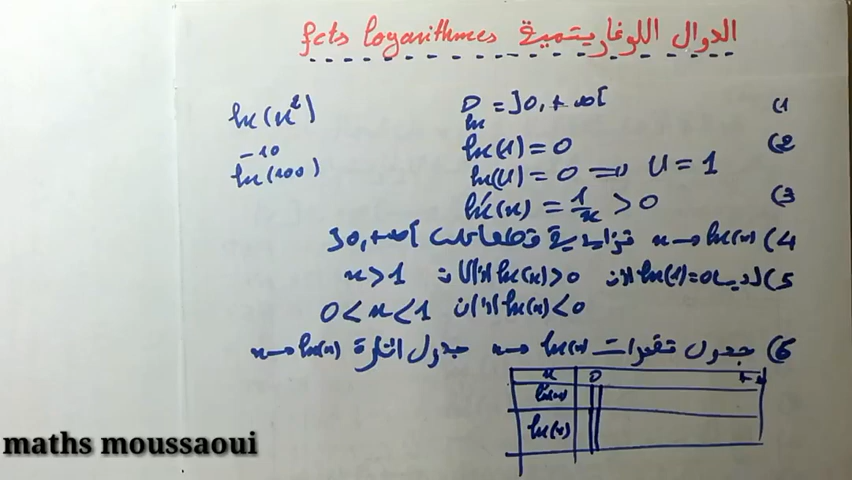 الدوال اللوغاريتمية fcts logarithmes
ln(x²)
-10
ln(100)
1) D ln = ]0,+∞[
2) ln(1) = 0
ln(U) = 0 ⇒ U = 1
3) ln'(x) = 1/x > 0
4) x → ln(x) تزايدية قطعا على ]0,+∞[
5) لدينا ln(1)=0 اذن ln(x)>0 اذا كان x>1
ln(x)<0 اذا كان 0<x<1
6) جدول تغيرات x → ln(x) جدول اشارة x → ln(x)
x 0 +∞
ln'(x)
ln(x)
maths moussaoui